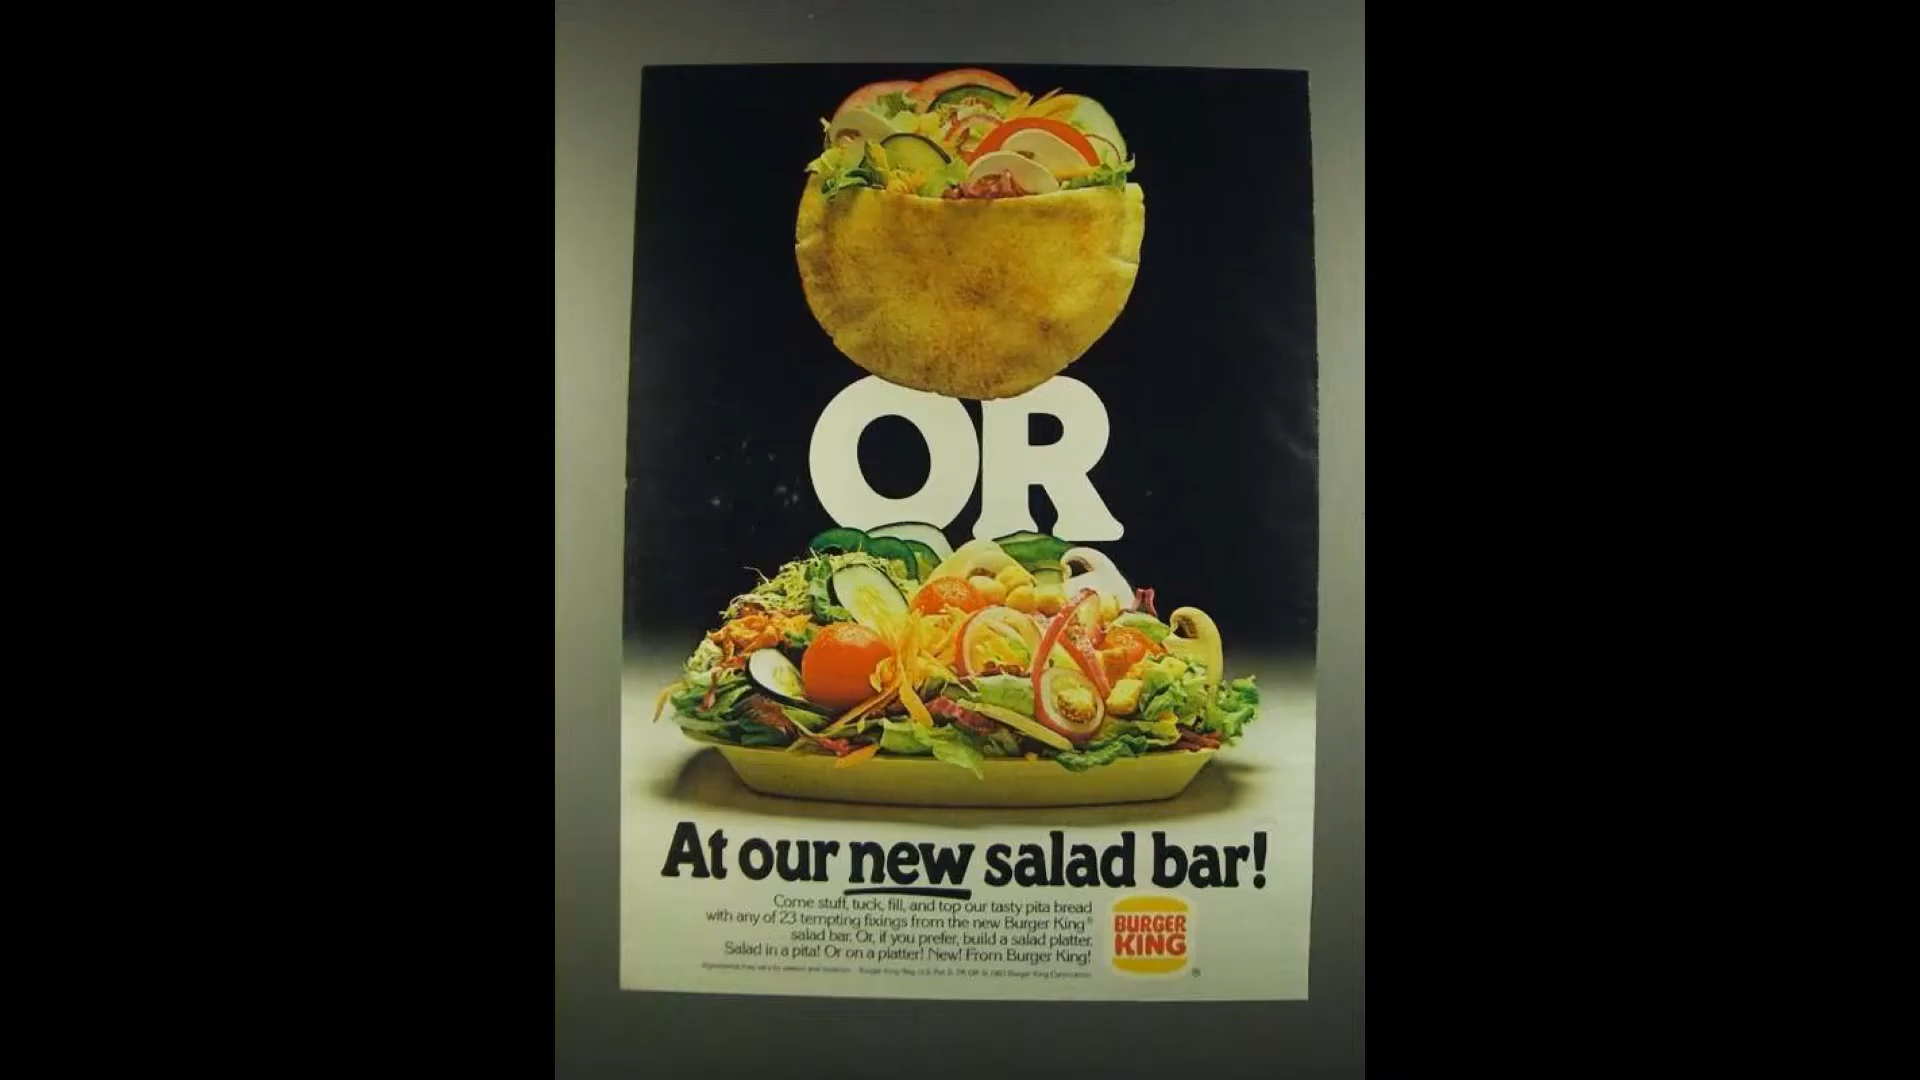 OR
At our new salad bar!
Come stuff, tuck, fill, and top our tasty pita bread
with any of 23 tempting fixings from the new Burger King®
salad bar. Or, if you prefer, build a salad platter.
Salad in a pita! Or on a platter! New! From Burger King!
BURGER
KING
®